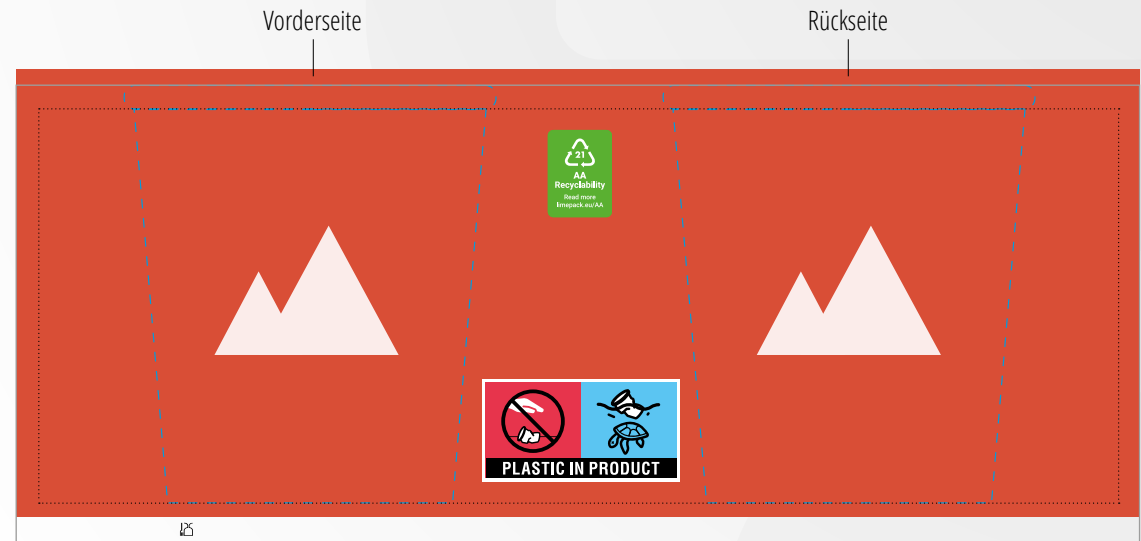 Vorderseite
Rückseite
21
AA
Recyclability
Read more
limepack.eu/AA
PLASTIC IN PRODUCT